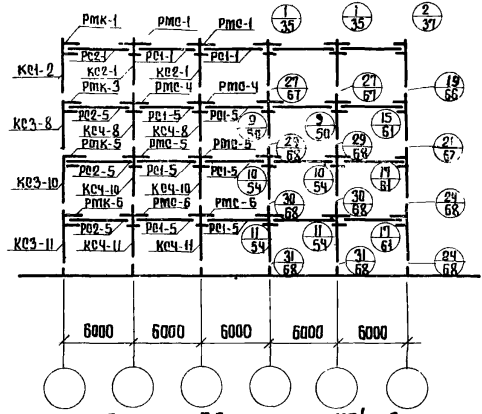 РМК-1 РМС-1 РМС-1 1/35 1/35 2/37
КС1-2 РС2-1 РС1-1 РС1-1
КС2-1 КС2-1
РМК-3 РМС-4 РМС-4 27/67 27/67 19/66
КС3-8 РС2-5 РС1-5 РС1-5 9/50 9/50 15/61
КС4-8 КС4-8
РМК-5 РМС-5 РМС-5 29/68 29/68
КС3-10 РС2-5 РС1-5 РС1-5 10/54 10/54 17/61
КС4-10 КС4-10
РМК-6 РМС-6 РМС-6 30/68 30/68 24/68
КС3-11 РС2-5 РС1-5 РС1-5 11/54 11/54 17/61
КС4-11 КС4-11
31/68 31/68 24/68
6000 6000 6000 6000 6000